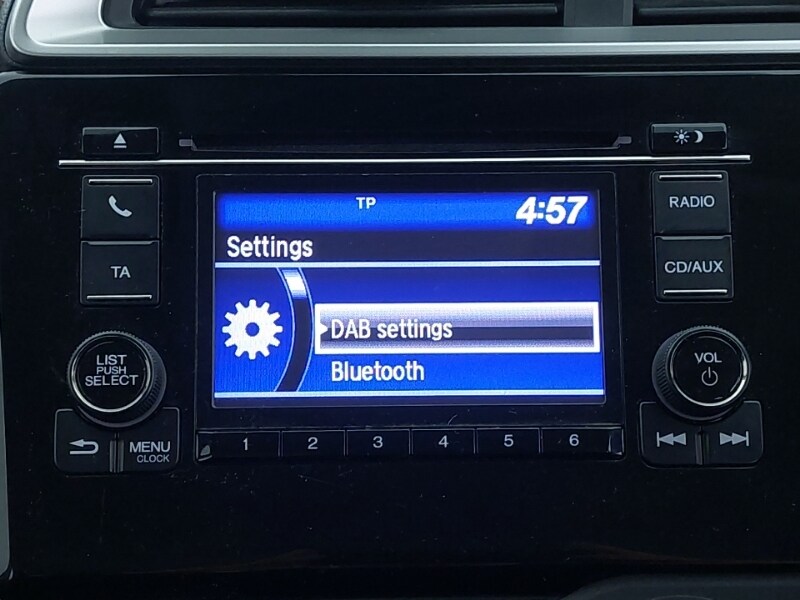 TP
4:57
Settings
DAB settings
Bluetooth
TA
RADIO
CD/AUX
LIST
PUSH
SELECT
VOL
MENU
CLOCK
1 2 3 4 5 6